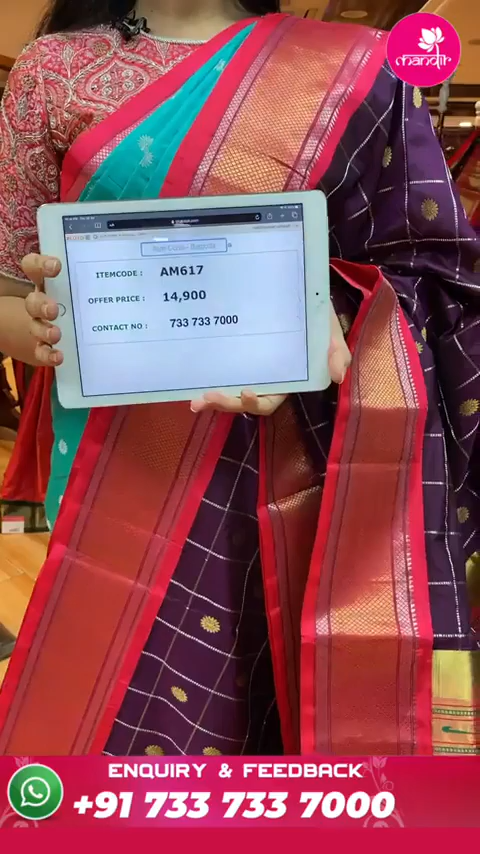 mandir
ITEMCODE : AM617
OFFER PRICE : 14,900
CONTACT NO : 733 733 7000
ENQUIRY & FEEDBACK
+91 733 733 7000